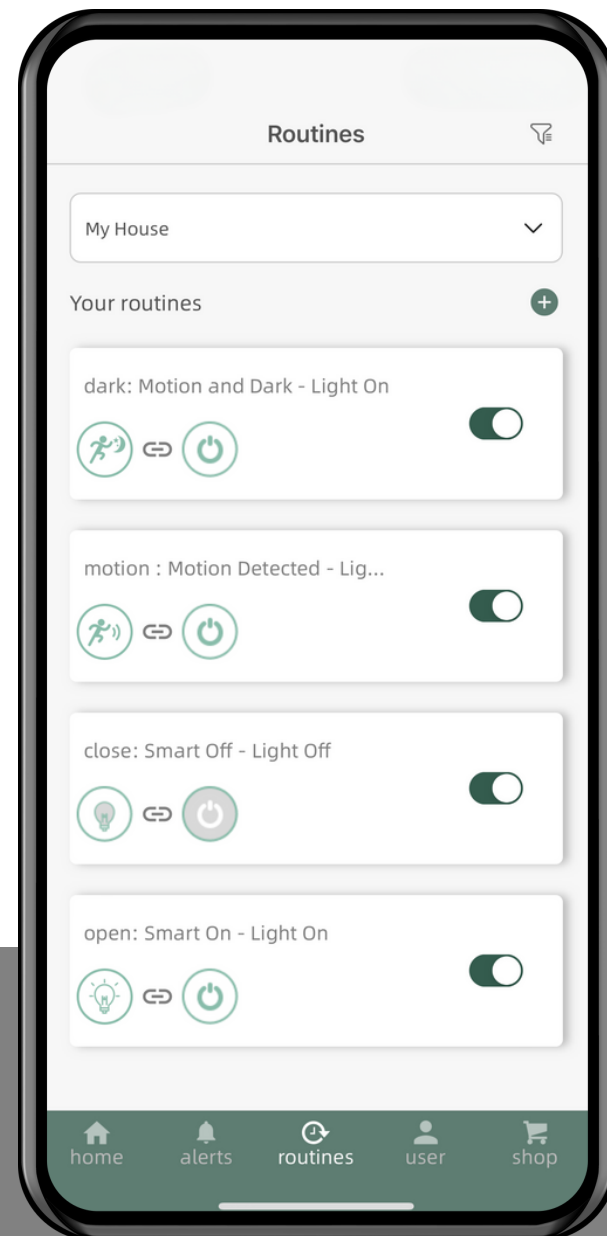 Routines
My House
Your routines
dark: Motion and Dark - Light On
motion : Motion Detected - Lig...
close: Smart Off - Light Off
open: Smart On - Light On
home alerts routines user shop